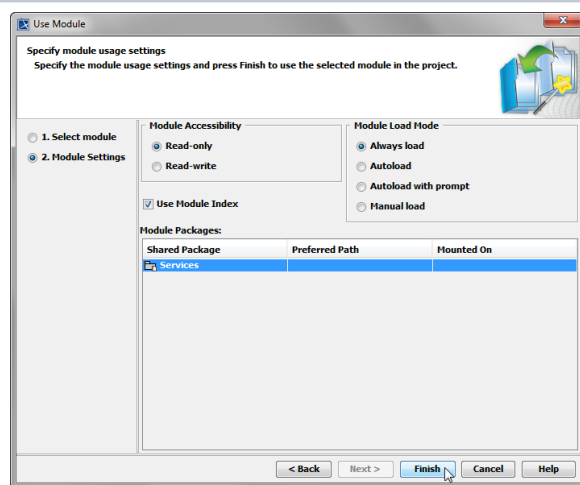 Use Module
Specify module usage settings
Specify the module usage settings and press Finish to use the selected module in the project.
1. Select module
2. Module Settings
Module Accessibility
Read-only
Read-write
Module Load Mode
Always load
Autoload
Autoload with prompt
Manual load
Use Module Index
Module Packages:
Shared Package Preferred Path Mounted On
Services
< Back Next > Finish Cancel Help